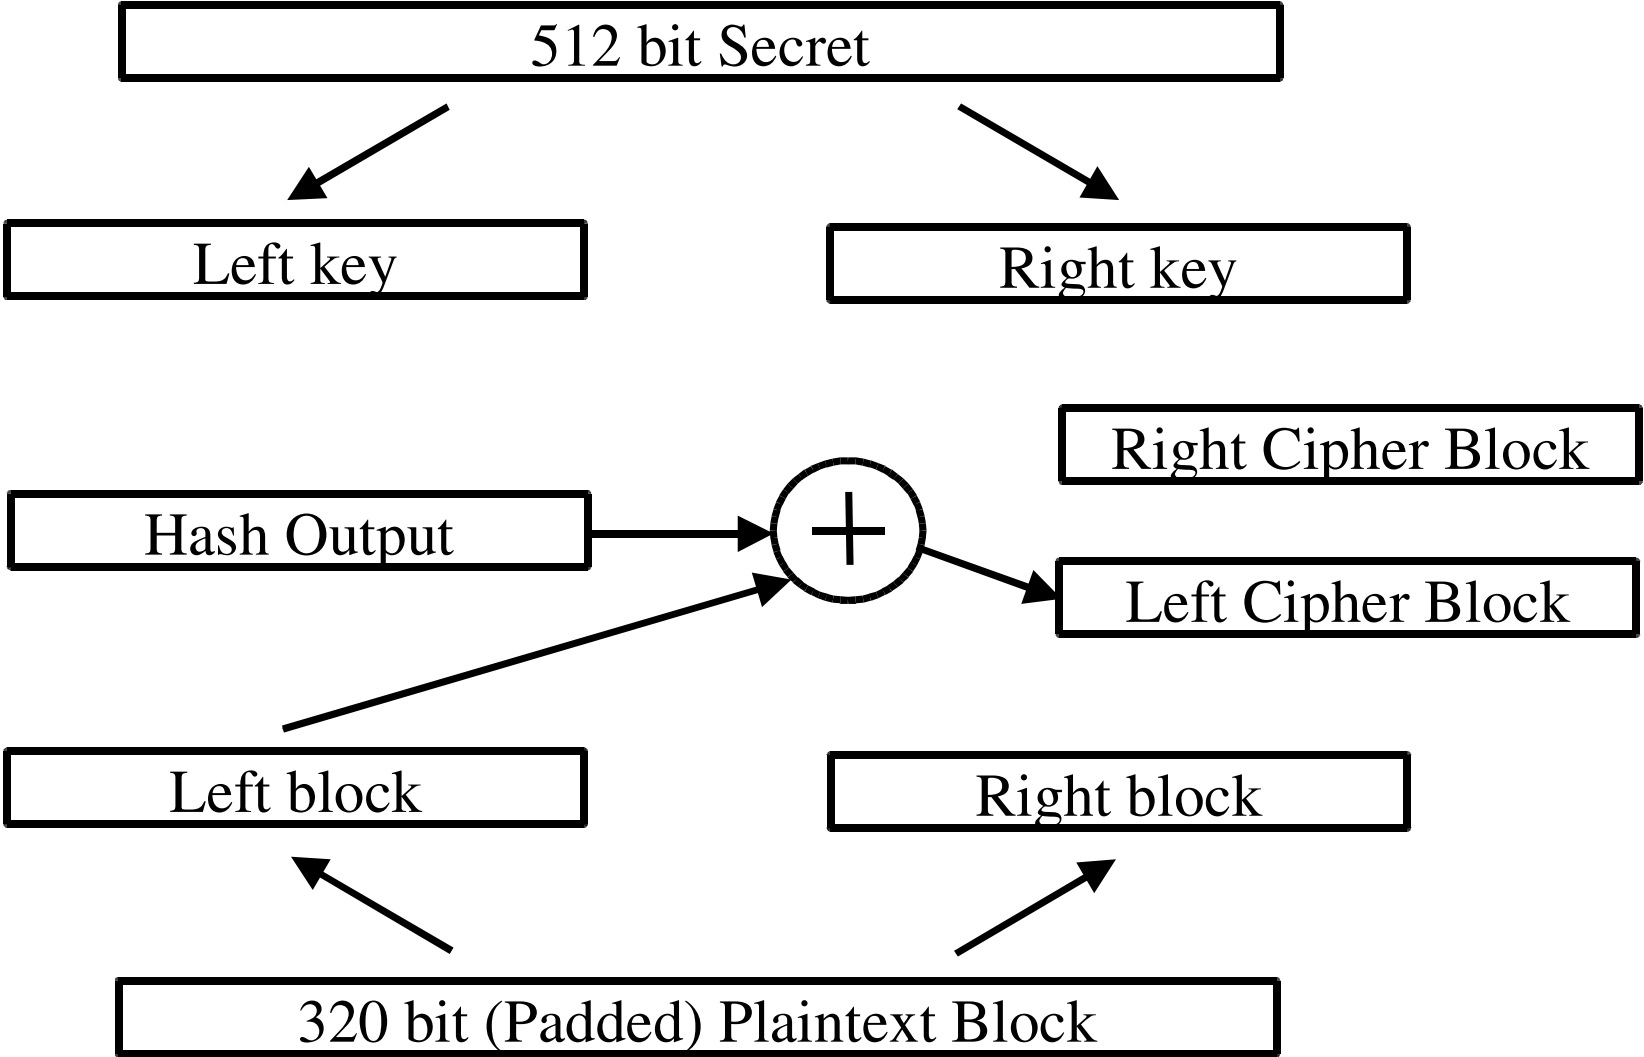 512 bit Secret
Left key
Right key
Right Cipher Block
Hash Output
Left Cipher Block
Left block
Right block
320 bit (Padded) Plaintext Block